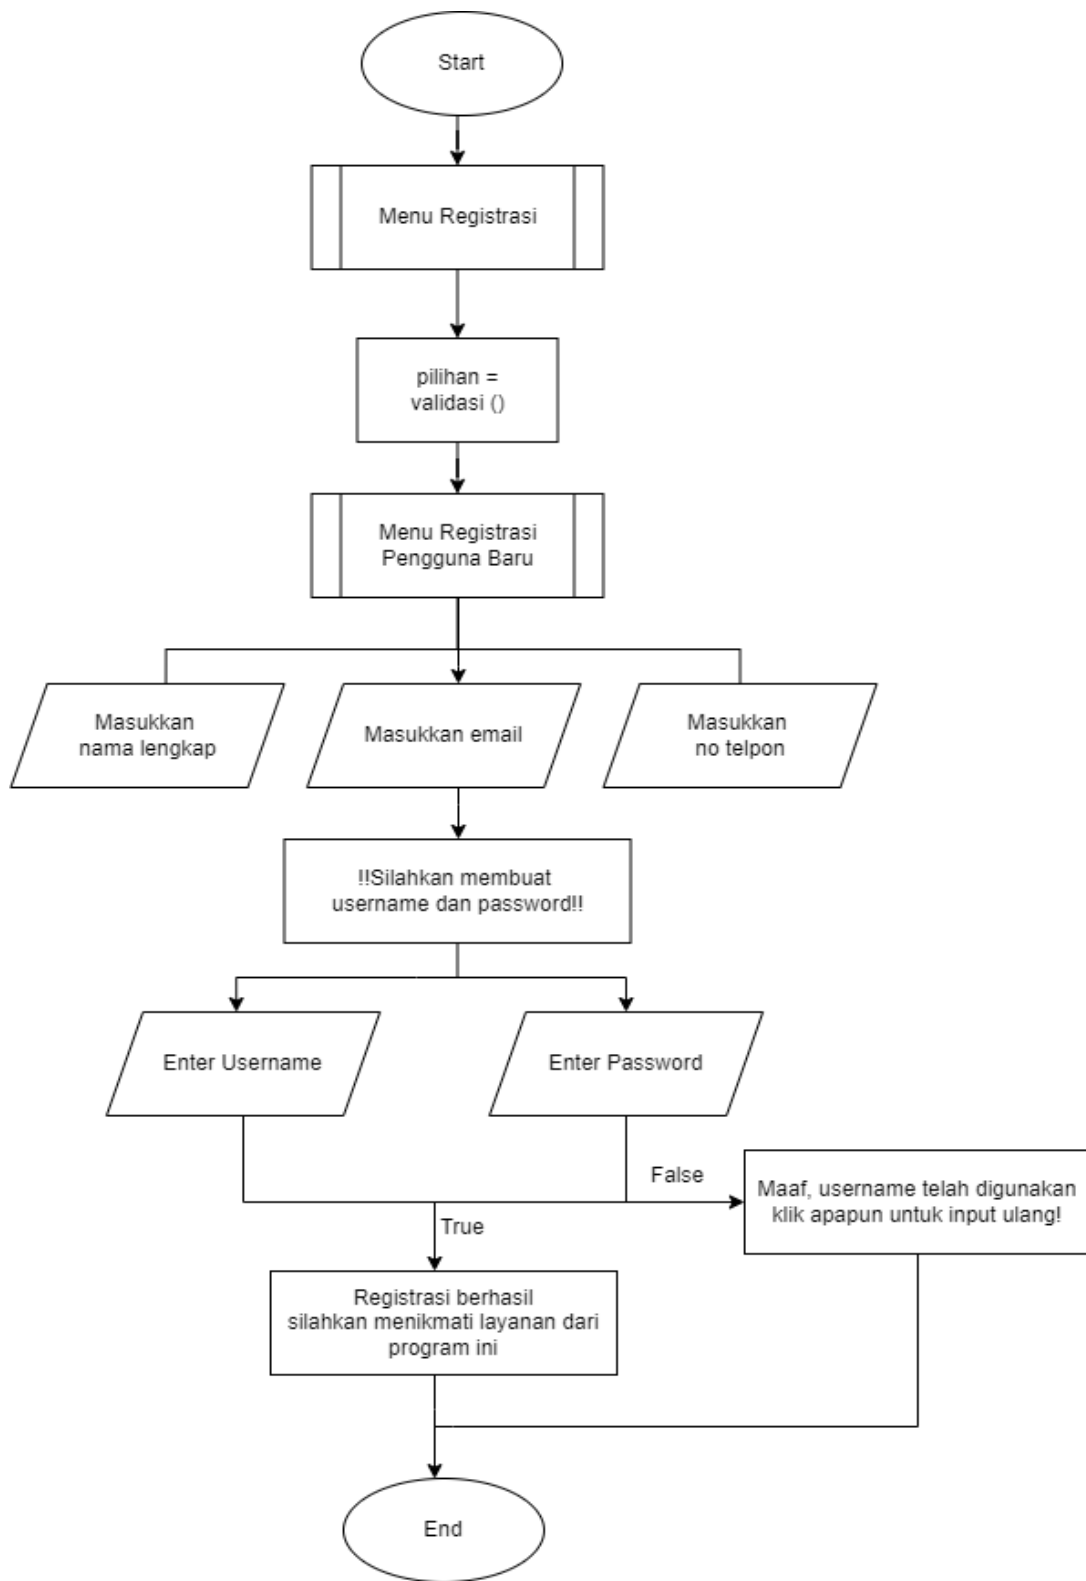 Start
Menu Registrasi
pilihan =
validasi ()
Menu Registrasi
Pengguna Baru
Masukkan
nama lengkap
Masukkan email
Masukkan
no telpon
!!Silahkan membuat
username dan password!!
Enter Username
Enter Password
False
Maaf, username telah digunakan
klik apapun untuk input ulang!
True
Registrasi berhasil
silahkan menikmati layanan dari
program ini
End